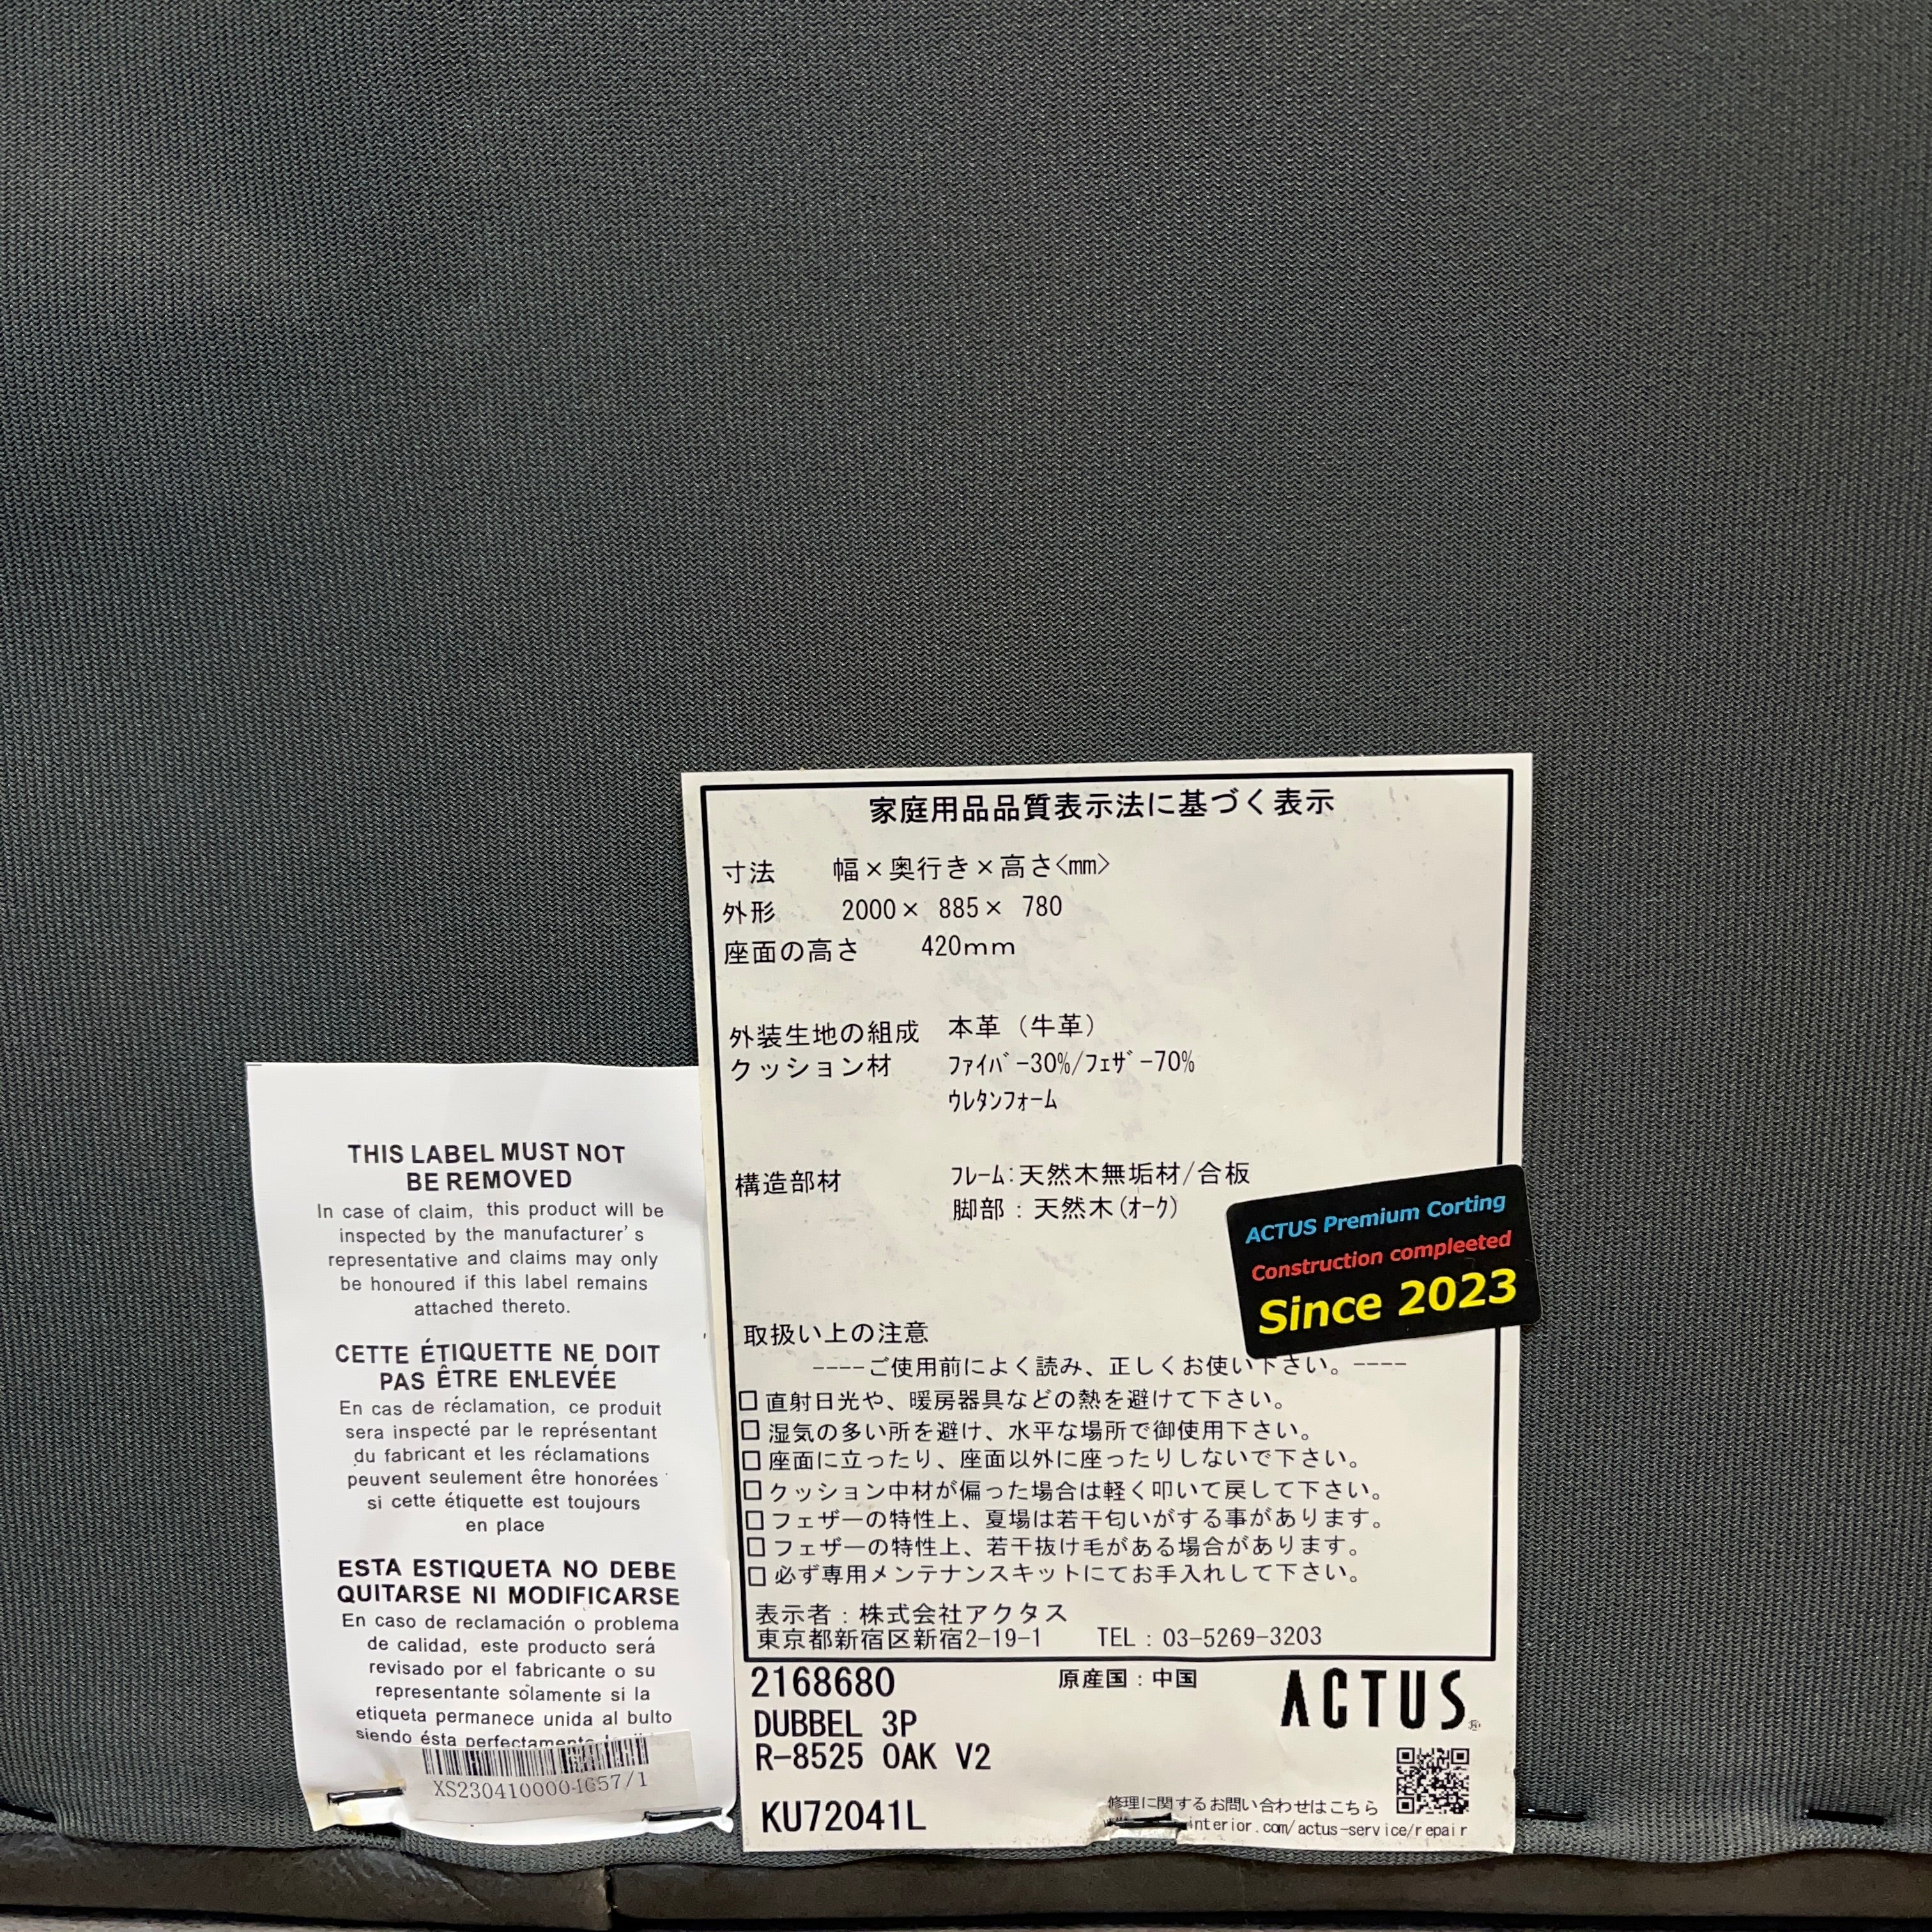 家庭用品品質表示法に基づく表示
寸法 幅×奥行き×高さ<mm>
外形 2000× 885× 780
座面の高さ 420mm
外装生地の組成 本革（牛革）
クッション材 ﾌｧｲﾊﾞｰ30%/ﾌｪｻﾞｰ70%
ｳﾚﾀﾝﾌｫｰﾑ
構造部材 ﾌﾚｰﾑ:天然木無垢材/合板
脚部：天然木(ｵｰｸ)
ACTUS Premium Corting
Construction compleeted
Since 2023
取扱い上の注意
----ご使用前によく読み、正しくお使い下さい。----
□直射日光や、暖房器具などの熱を避けて下さい。
□湿気の多い所を避け、水平な場所で御使用下さい。
□座面に立ったり、座面以外に座ったりしないで下さい。
□クッション中材が偏った場合は軽く叩いて戻して下さい。
□フェザーの特性上、夏場は若干匂いがする事があります。
□フェザーの特性上、若干抜け毛がある場合があります。
□必ず専用メンテナンスキットにてお手入れして下さい。
表示者：株式会社アクタス
東京都新宿区新宿2-19-1 TEL：03-5269-3203
2168680 原産国：中国 ACTUS®
DUBBEL 3P
R-8525 OAK V2
KU72041L
修理に関するお問い合わせはこちら
interior.com/actus-service/repair
THIS LABEL MUST NOT
BE REMOVED
In case of claim, this product will be
inspected by the manufacturer's
representative and claims may only
be honoured if this label remains
attached thereto.
CETTE ÉTIQUETTE NE DOIT
PAS ÊTRE ENLEVÉE
En cas de réclamation, ce produit
sera inspecté par le représentant
du fabricant et les réclamations
peuvent seulement être honorées
si cette étiquette est toujours
en place
ESTA ESTIQUETA NO DEBE
QUITARSE NI MODIFICARSE
En caso de reclamación o problema
de calidad, este producto será
revisado por el fabricante o su
representante solamente si la
etiqueta permanece unida al bulto
siendo ésta perfectamente
XS2304100004657/1